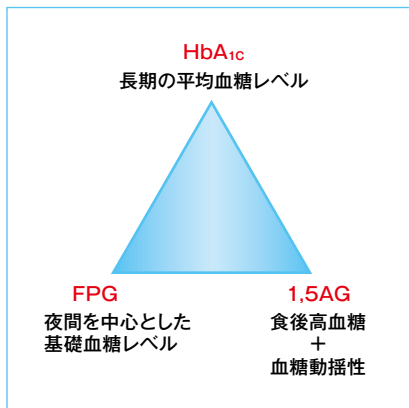 HbA1C
長期の平均血糖レベル
FPG
夜間を中心とした
基礎血糖レベル
1,5AG
食後高血糖
+
血糖動揺性